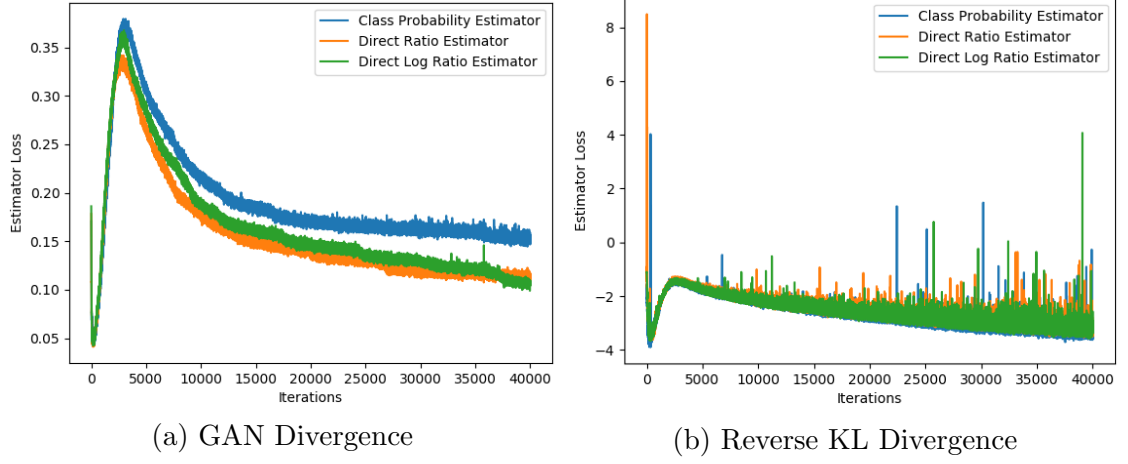 Class Probability Estimator
Direct Ratio Estimator
Direct Log Ratio Estimator
Estimator Loss
0.35
0.30
0.25
0.20
0.15
0.10
0.05
0 5000 10000 15000 20000 25000 30000 35000 40000
Iterations
(a) GAN Divergence
Class Probability Estimator
Direct Ratio Estimator
Direct Log Ratio Estimator
Estimator Loss
8
6
4
2
0
−2
−4
0 5000 10000 15000 20000 25000 30000 35000 40000
Iterations
(b) Reverse KL Divergence